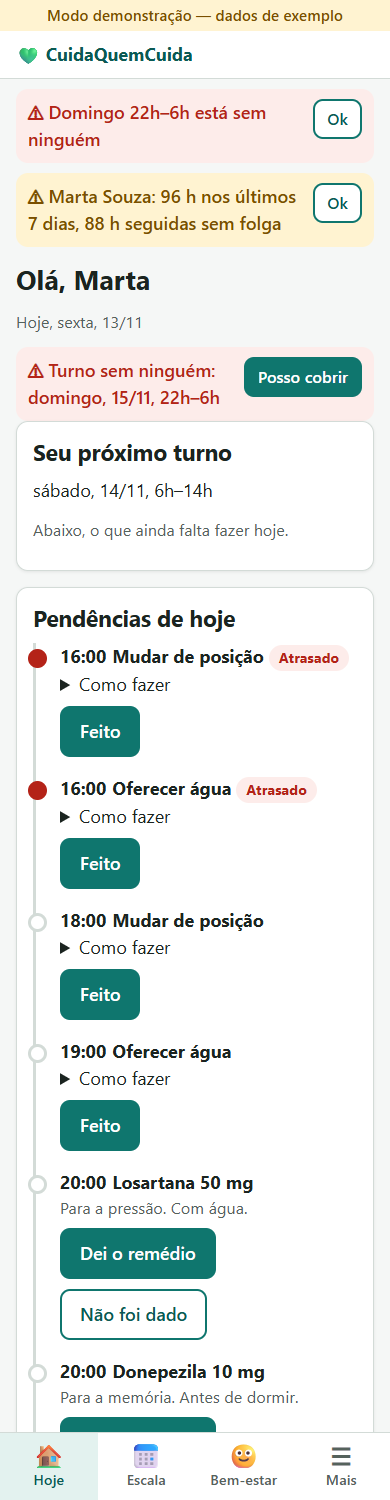 Modo demonstração — dados de exemplo
CuidaQuemCuida
⚠ Domingo 22h–6h está sem
ninguém
Ok
⚠ Marta Souza: 96 h nos últimos
7 dias, 88 h seguidas sem folga
Ok
Olá, Marta
Hoje, sexta, 13/11
⚠ Turno sem ninguém:
domingo, 15/11, 22h–6h
Posso cobrir
Seu próximo turno
sábado, 14/11, 6h–14h
Abaixo, o que ainda falta fazer hoje.
Pendências de hoje
16:00 Mudar de posição Atrasado
Como fazer
Feito
16:00 Oferecer água Atrasado
Como fazer
Feito
18:00 Mudar de posição
Como fazer
Feito
19:00 Oferecer água
Como fazer
Feito
20:00 Losartana 50 mg
Para a pressão. Com água.
Dei o remédio
Não foi dado
20:00 Donepezila 10 mg
Para a memória. Antes de dormir.
Hoje
Escala
Bem-estar
Mais